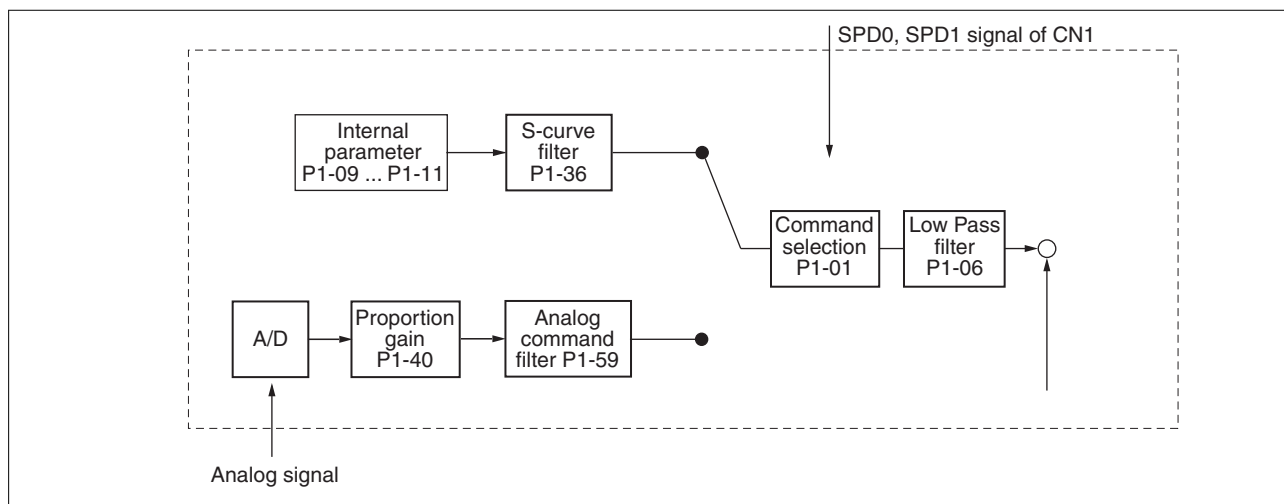 SPD0, SPD1 signal of CN1
Internal
parameter
P1-09 ... P1-11
S-curve
filter
P1-36
Command
selection
P1-01
Low Pass
filter
P1-06
A/D
Proportion
gain
P1-40
Analog
command
filter P1-59
Analog signal